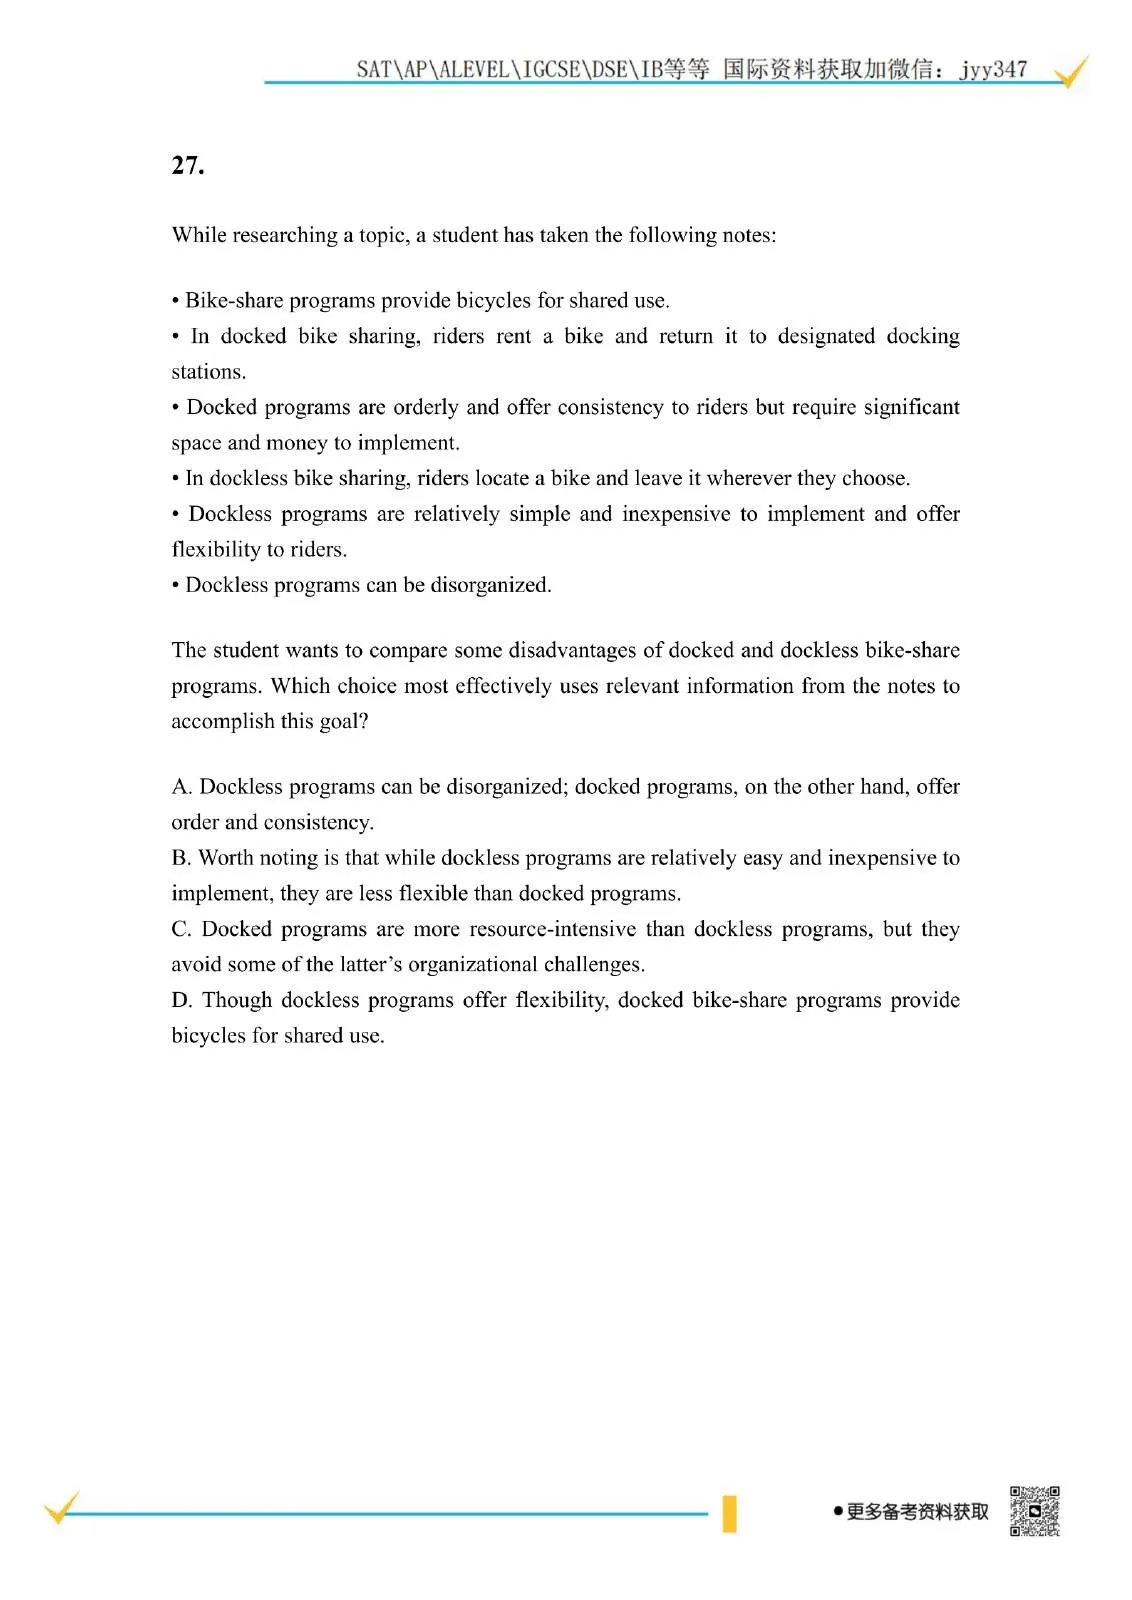 SAT\AP\ALEVEL\IGCSE\DSE\IB等等 国际资料获取加微信：jyy347
27.
While researching a topic, a student has taken the following notes:
• Bike-share programs provide bicycles for shared use.
• In docked bike sharing, riders rent a bike and return it to designated docking
stations.
• Docked programs are orderly and offer consistency to riders but require significant
space and money to implement.
• In dockless bike sharing, riders locate a bike and leave it wherever they choose.
• Dockless programs are relatively simple and inexpensive to implement and offer
flexibility to riders.
• Dockless programs can be disorganized.
The student wants to compare some disadvantages of docked and dockless bike-share
programs. Which choice most effectively uses relevant information from the notes to
accomplish this goal?
A. Dockless programs can be disorganized; docked programs, on the other hand, offer
order and consistency.
B. Worth noting is that while dockless programs are relatively easy and inexpensive to
implement, they are less flexible than docked programs.
C. Docked programs are more resource-intensive than dockless programs, but they
avoid some of the latter’s organizational challenges.
D. Though dockless programs offer flexibility, docked bike-share programs provide
bicycles for shared use.
●更多备考资料获取